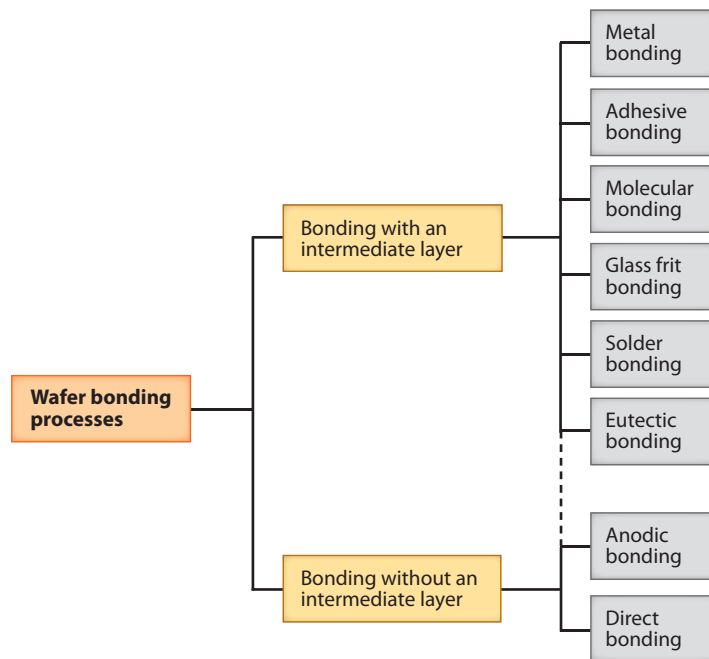 Metal
bonding
Adhesive
bonding
Molecular
bonding
Bonding with an
intermediate layer
Glass frit
bonding
Solder
bonding
Wafer bonding
processes
Eutectic
bonding
Anodic
bonding
Bonding without an
intermediate layer
Direct
bonding